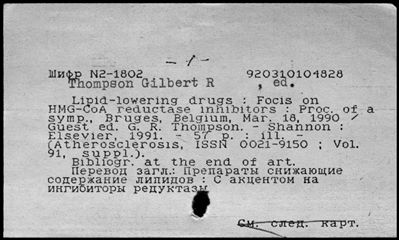 - 1 -
Шифр N2-1802 920310104828
Thompson Gilbert R , ed.
Lipid-lowering drugs : Focis on
HMG-CoA reductase inhibitors : Proc. of a
symp., Bruges, Belgium, Mar. 18, 1990 /
Guest ed. G. R. Thompson. - Shannon :
Elsevier, 1991. - 57 p. : ill. -
(Atherosclerosis, ISSN 0021-9150 ; Vol.
91, suppl.).
Bibliogr. at the end of art.
Перевод загл.: Препараты снижающие
содержание липидов : С акцентом на
ингибиторы редуктазы
См. след. карт.